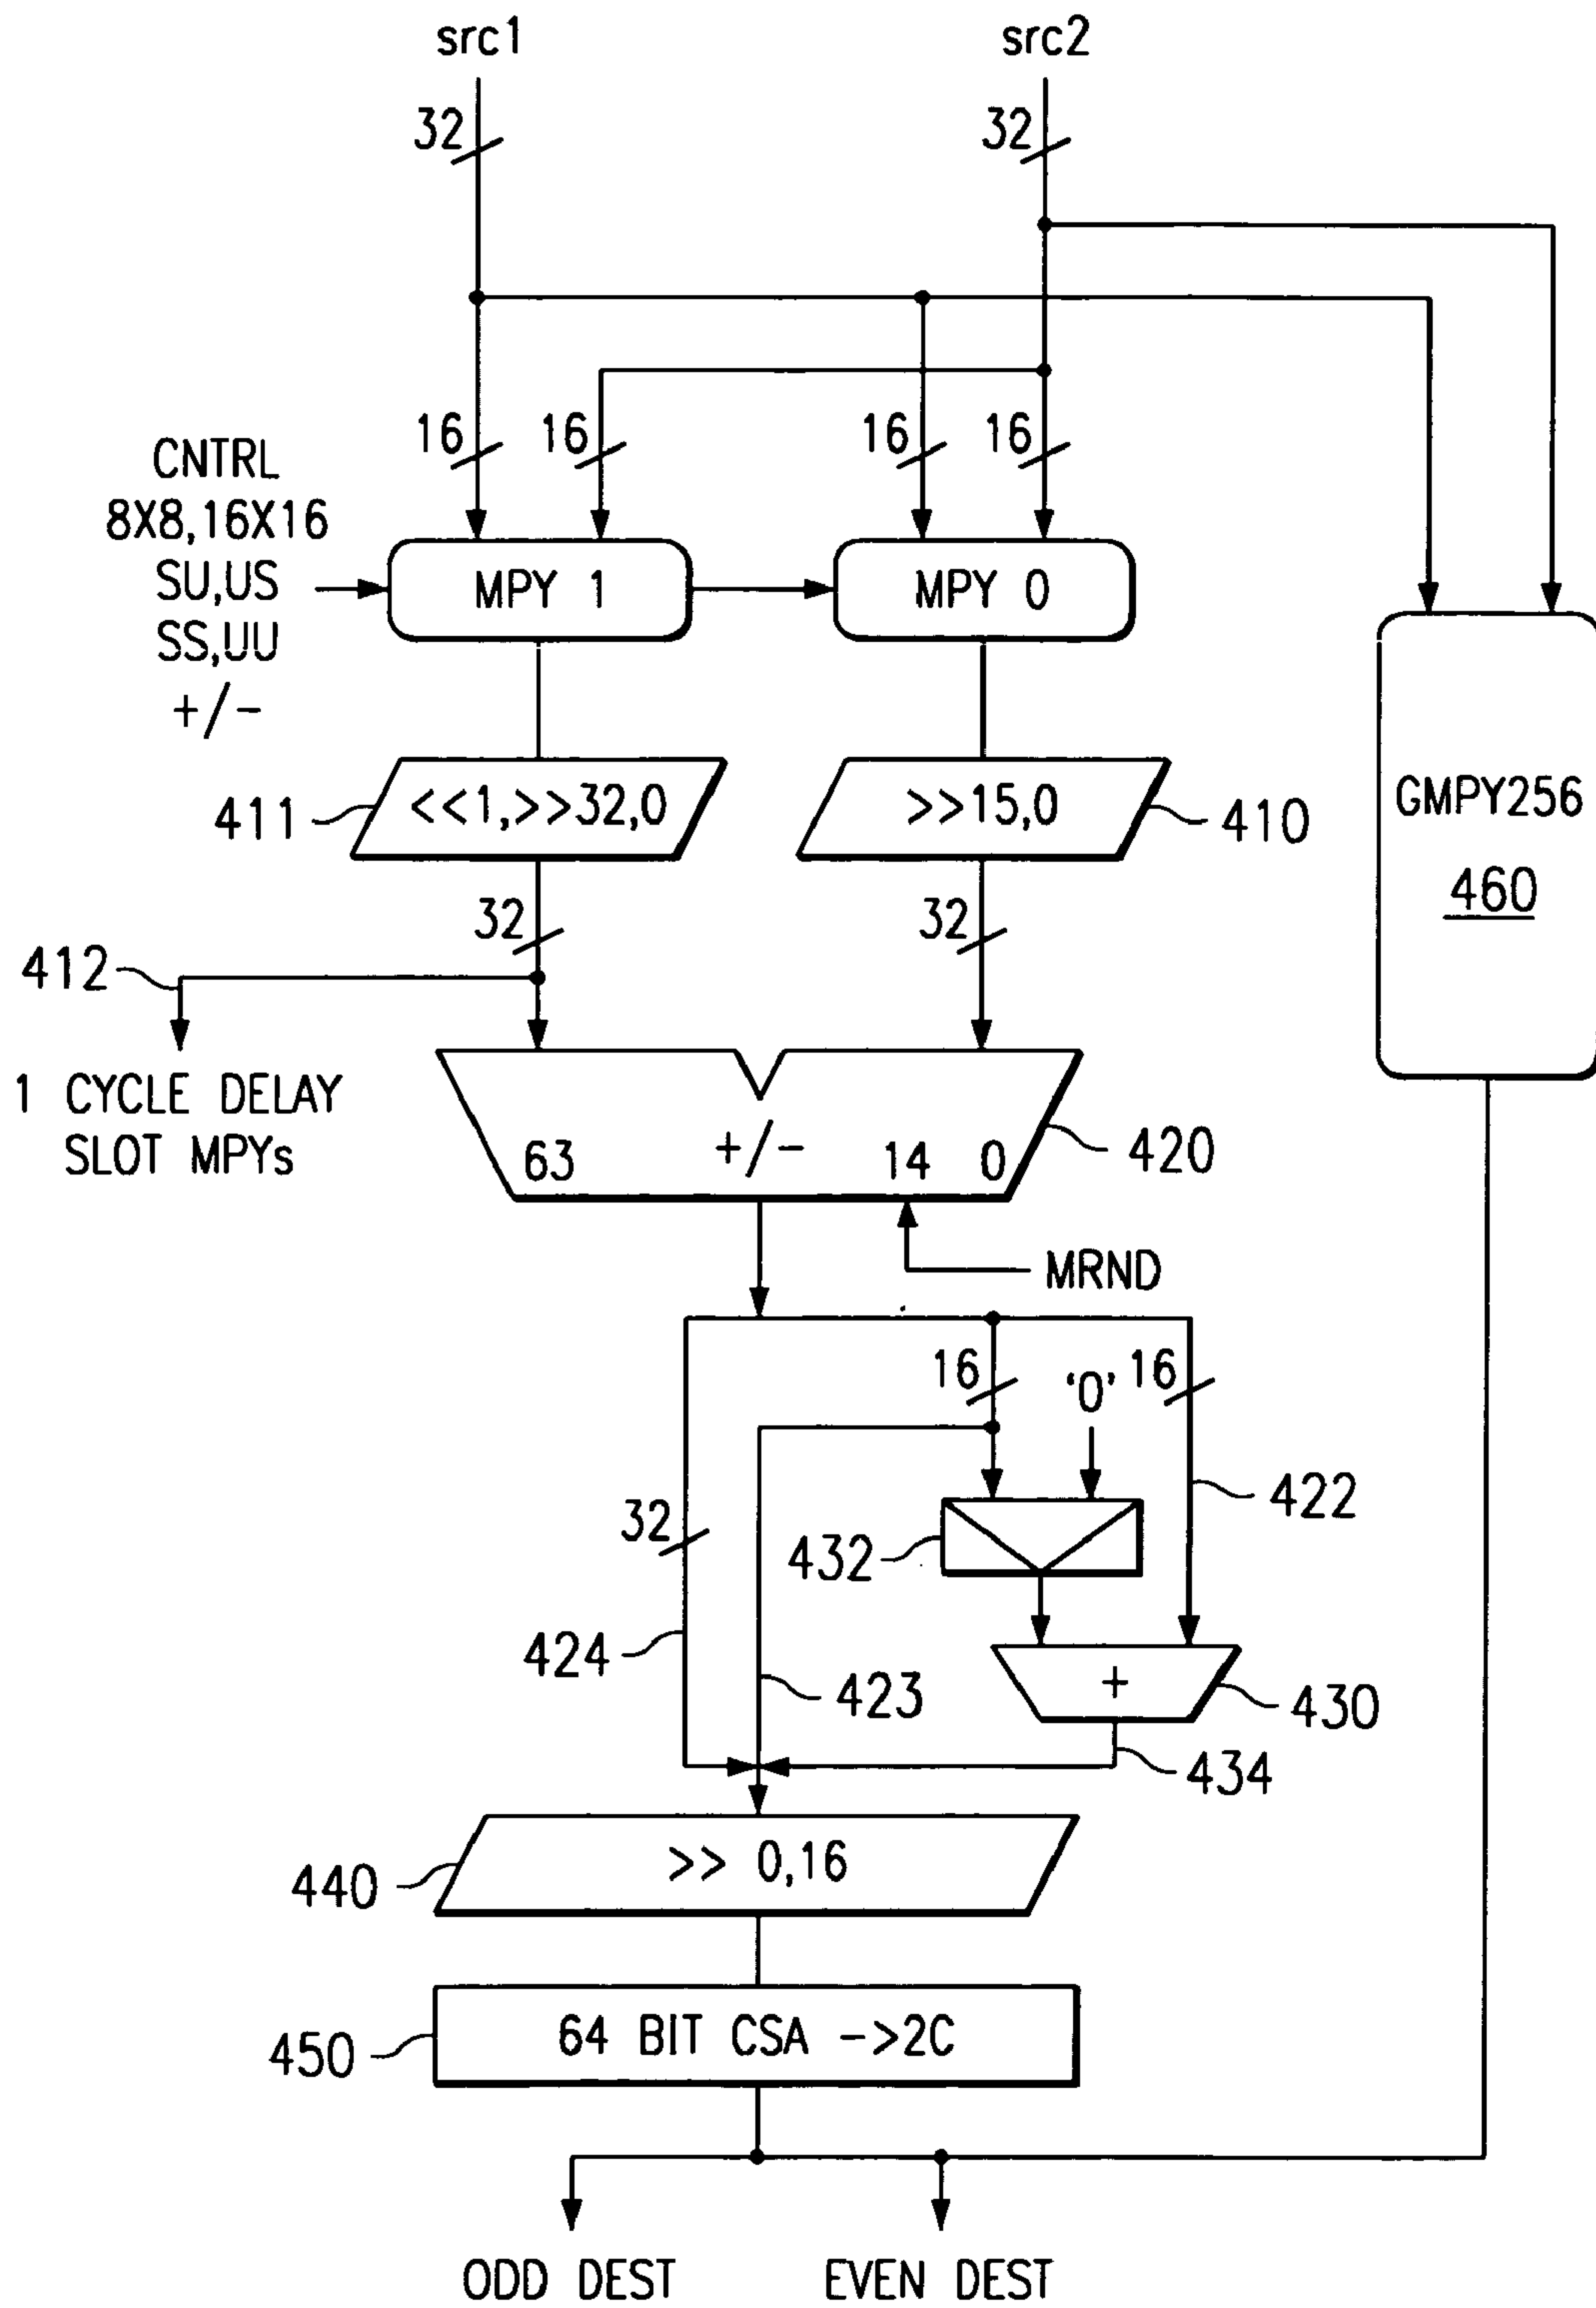 src1
src2
32
32
16
16
16
16
CNTRL
8X8,16X16
SU,US
SS,UU
+/-
MPY 1
MPY 0
<<1,>>32,0
>>15,0
411
410
GMPY256
460
32
32
412
1 CYCLE DELAY
SLOT MPYs
63
+/-
14
0
420
MRND
16
'0'
16
422
32
432
424
423
+
430
434
>> 0,16
440
64 BIT CSA ->2C
450
ODD DEST
EVEN DEST